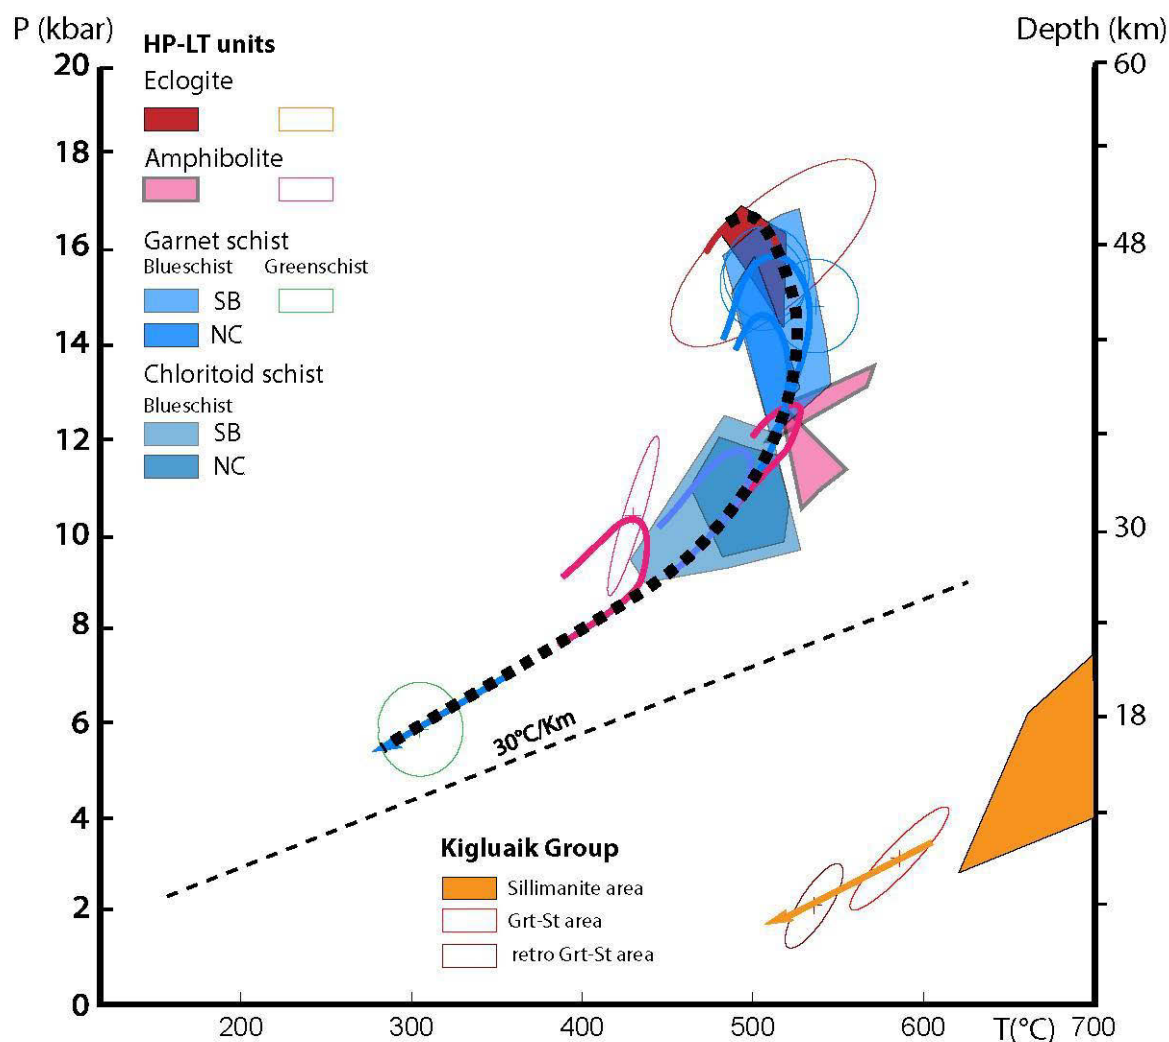 P (kbar)
Depth (km)
20
18
16
14
12
10
8
6
4
2
0
60
48
30
18
HP-LT units
Eclogite
Amphibolite
Garnet schist
Blueschist Greenschist
SB
NC
Chloritoid schist
Blueschist
SB
NC
30°C/Km
Kigluaik Group
Sillimanite area
Grt-St area
retro Grt-St area
200 300 400 500 600 T(°C) 700